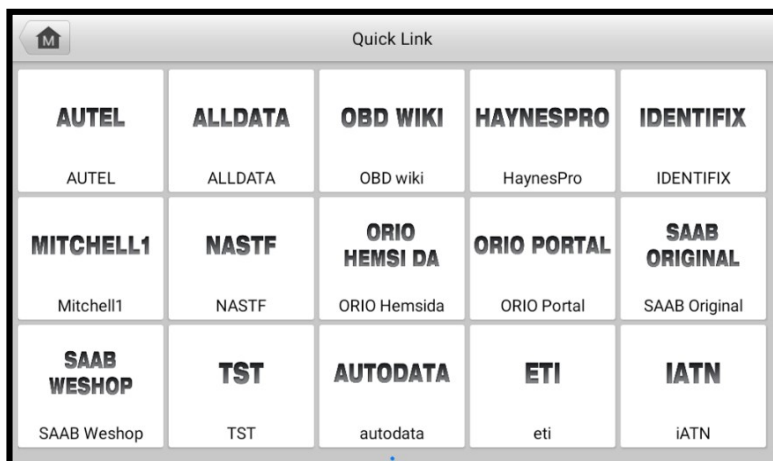 M
Quick Link
AUTEL
AUTEL
ALLDATA
ALLDATA
OBD WIKI
OBD wiki
HAYNESPRO
HaynesPro
IDENTIFIX
IDENTIFIX
MITCHELL1
Mitchell1
NASTF
NASTF
ORIO
HEMSI DA
ORIO Hemsida
ORIO PORTAL
ORIO Portal
SAAB
ORIGINAL
SAAB Original
SAAB
WESHOP
SAAB Weshop
TST
TST
AUTODATA
autodata
ETI
eti
IATN
iATN